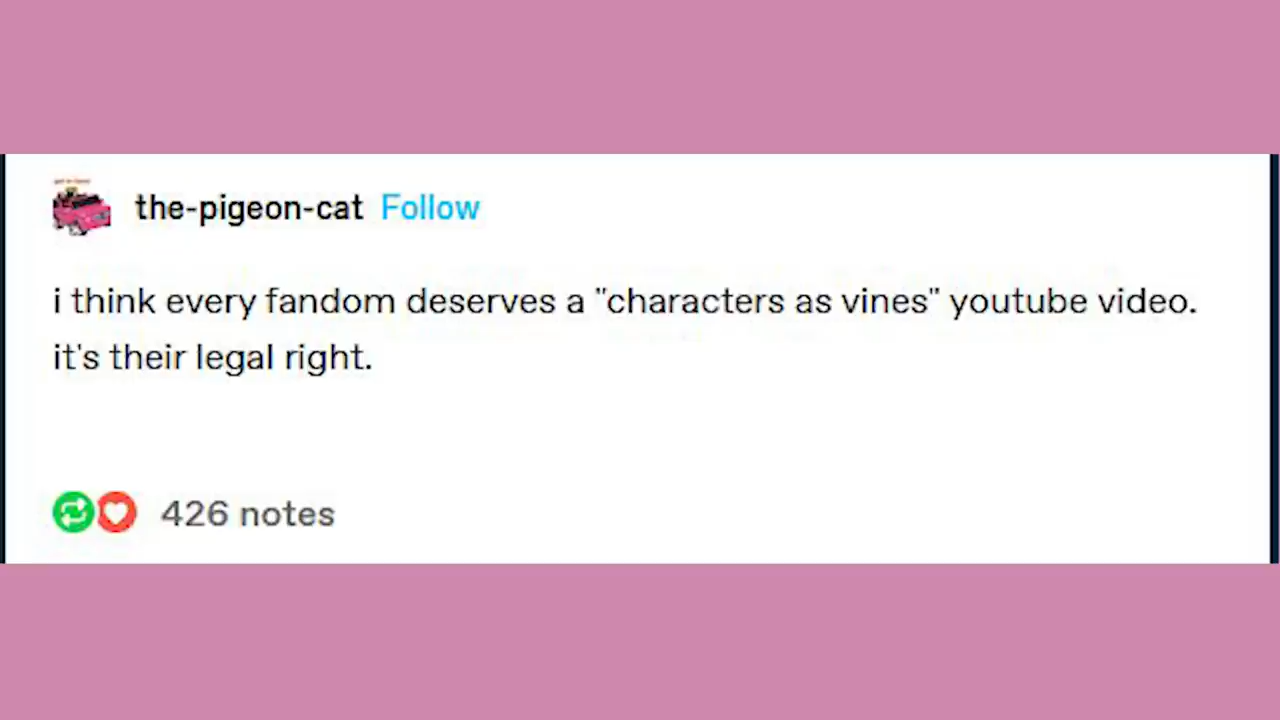 the-pigeon-cat Follow
i think every fandom deserves a "characters as vines" youtube video.
it's their legal right.
426 notes